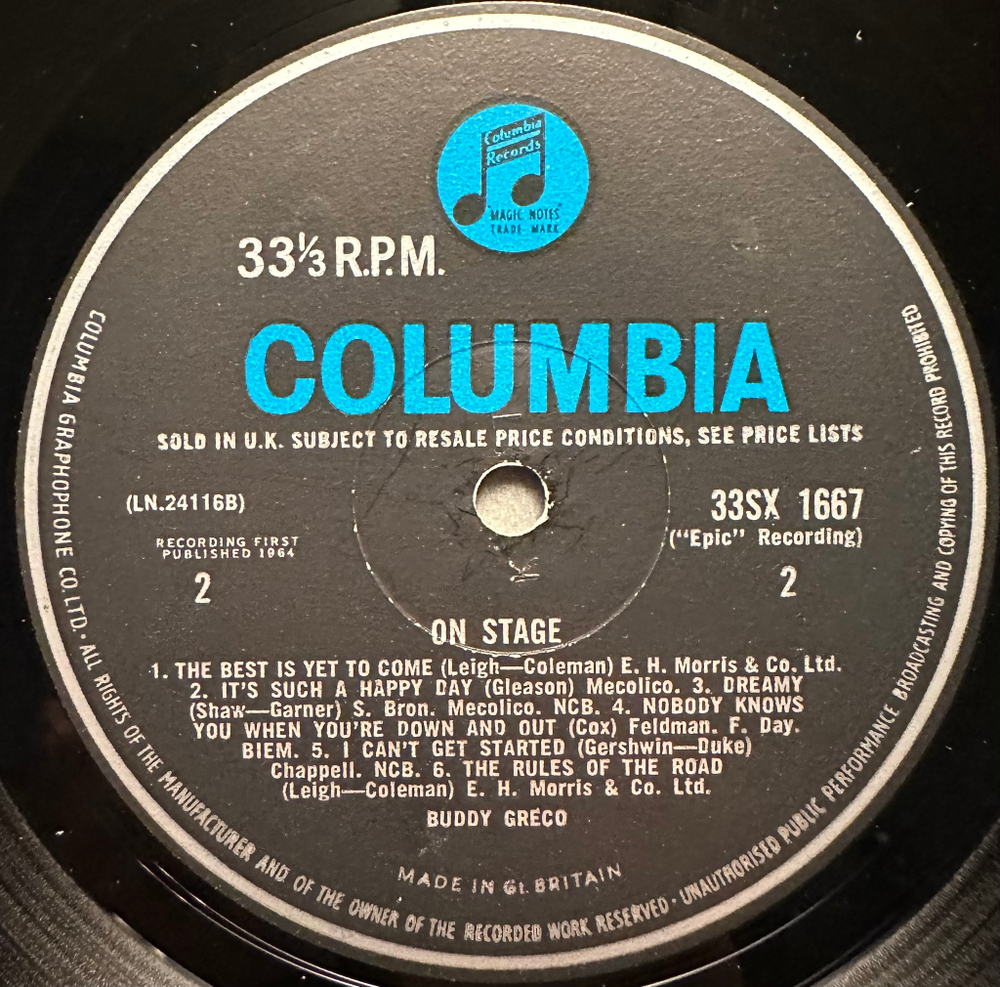 Columbia
Records
"MAGIC NOTES"
TRADE MARK
33⅓ R.P.M.
COLUMBIA
SOLD IN U.K. SUBJECT TO RESALE PRICE CONDITIONS, SEE PRICE LISTS
(LN.24116B)
33SX 1667
("Epic" Recording)
RECORDING FIRST
PUBLISHED 1964
2
2
ON STAGE
1. THE BEST IS YET TO COME (Leigh—Coleman) E. H. Morris & Co. Ltd.
2. IT'S SUCH A HAPPY DAY (Gleason) Mecolico. 3. DREAMY
(Shaw—Garner) S. Bron. Mecolico. NCB. 4. NOBODY KNOWS
YOU WHEN YOU'RE DOWN AND OUT (Cox) Feldman. F. Day.
BIEM. 5. I CAN'T GET STARTED (Gershwin—Duke)
Chappell. NCB. 6. THE RULES OF THE ROAD
(Leigh—Coleman) E. H. Morris & Co. Ltd.
BUDDY GRECO
MADE IN Gt. BRITAIN
COLUMBIA GRAPHOPHONE CO. LTD. · ALL RIGHTS OF THE MANUFACTURER AND OF THE OWNER OF THE RECORDED WORK RESERVED · UNAUTHORISED PUBLIC PERFORMANCE BROADCASTING AND COPYING OF THIS RECORD PROHIBITED